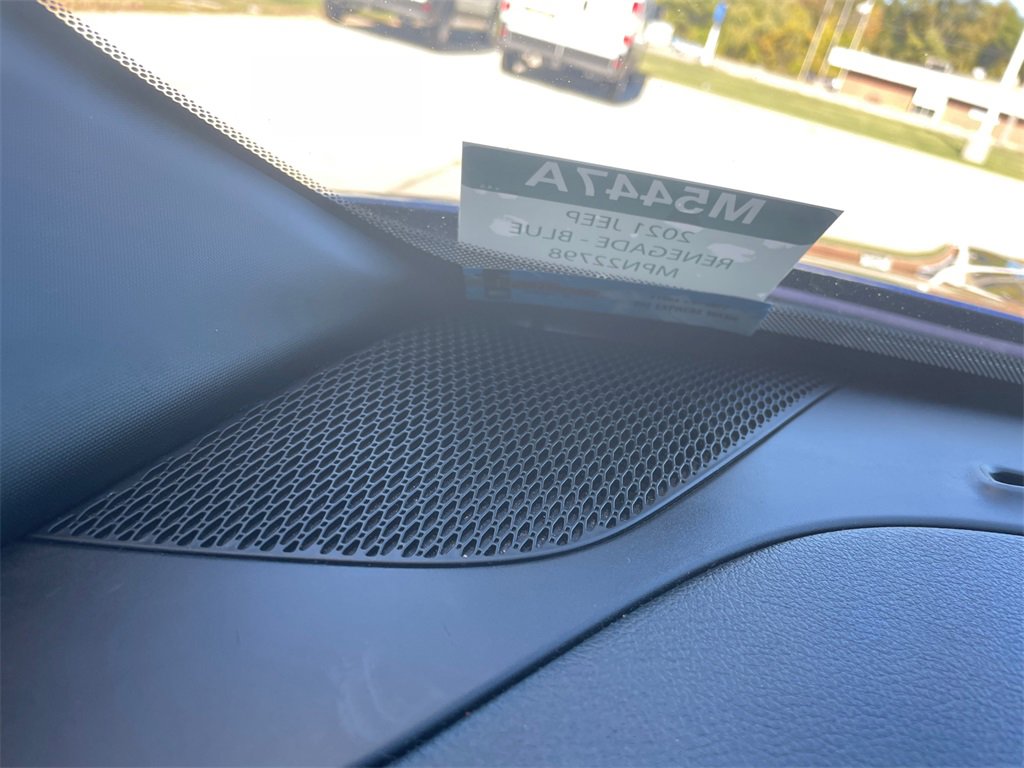 M5447A
2021 JEEP
RENEGADE - BLUE
MPN22798